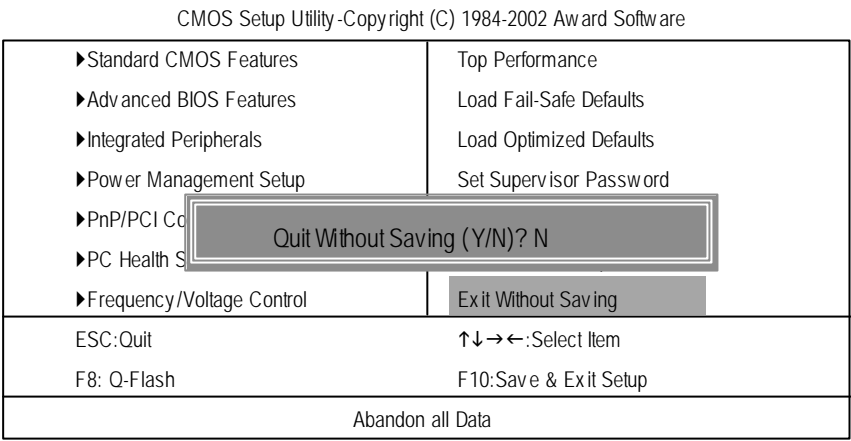 CMOS Setup Utility-Copyright (C) 1984-2002 Award Software
▶Standard CMOS Features
Top Performance
▶Advanced BIOS Features
Load Fail-Safe Defaults
▶Integrated Peripherals
Load Optimized Defaults
▶Power Management Setup
Set Supervisor Password
▶PnP/PCI
Quit Without Saving (Y/N)? N
▶PC Health
▶Frequency/Voltage Control
Exit Without Saving
ESC:Quit
↑↓→←:Select Item
F8: Q-Flash
F10:Save & Exit Setup
Abandon all Data